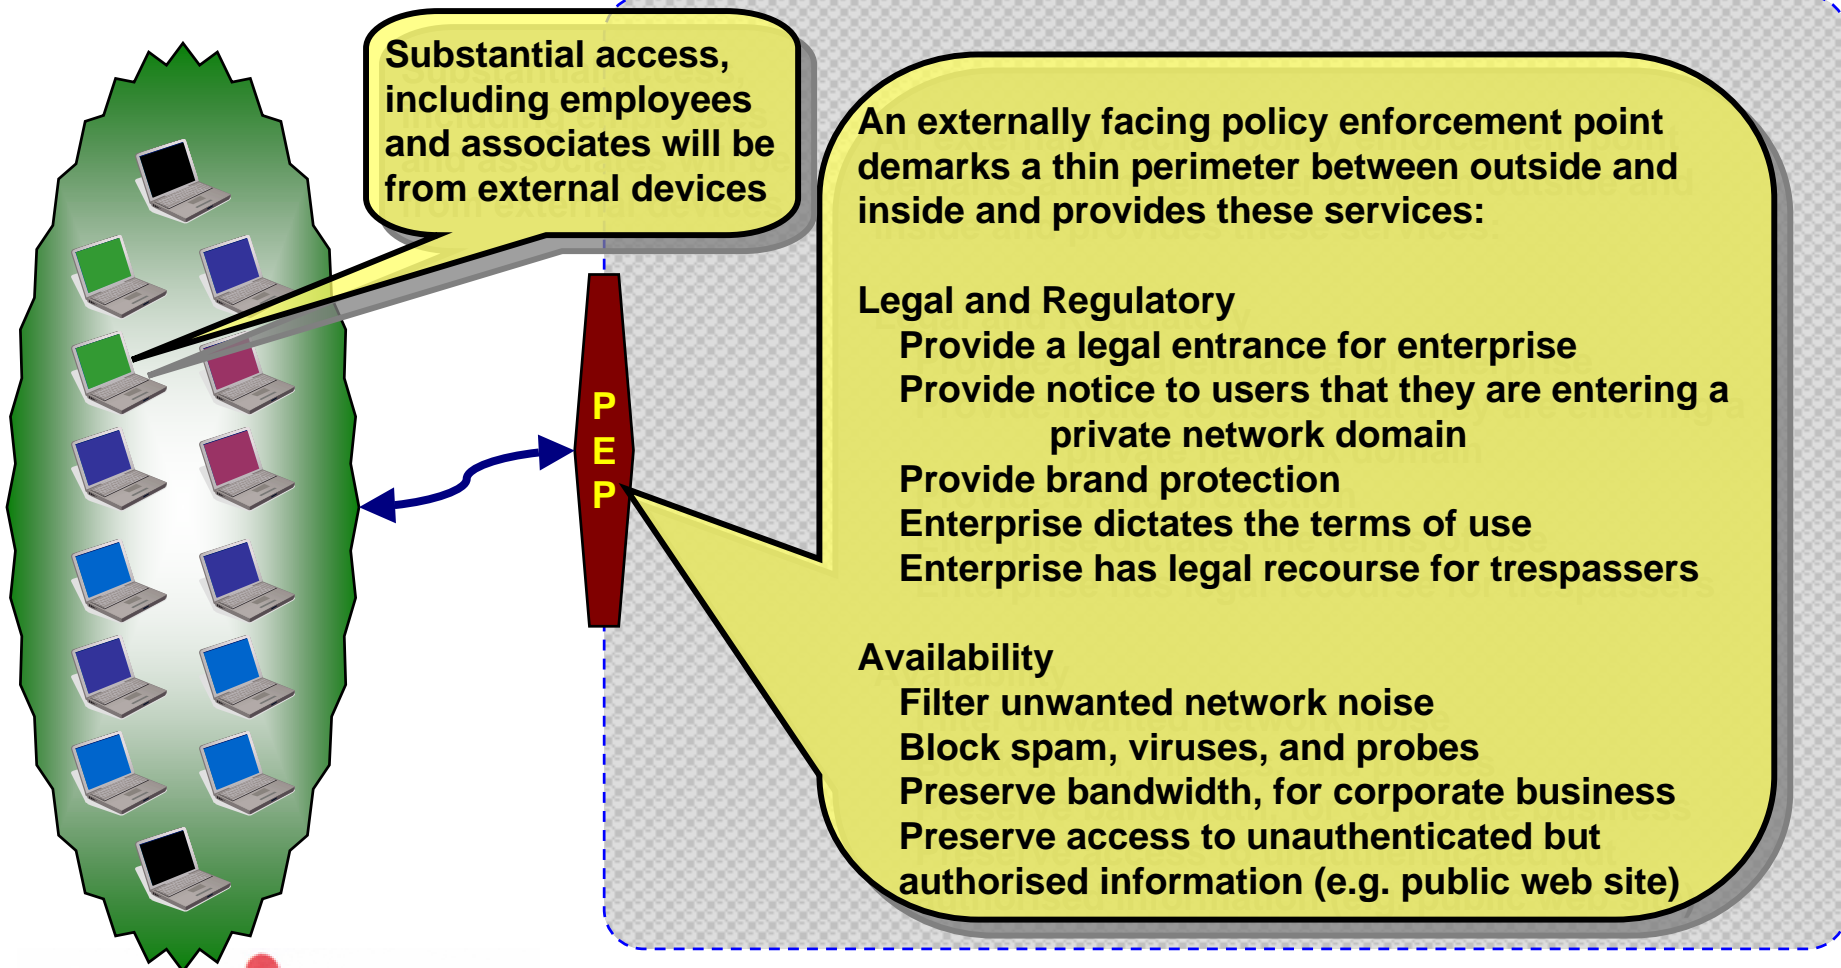 Substantial access,
including employees
and associates will be
from external devices
An externally facing policy enforcement point
demarks a thin perimeter between outside and
inside and provides these services:
Legal and Regulatory
Provide a legal entrance for enterprise
Provide notice to users that they are entering a
private network domain
Provide brand protection
Enterprise dictates the terms of use
Enterprise has legal recourse for trespassers
Availability
Filter unwanted network noise
Block spam, viruses, and probes
Preserve bandwidth, for corporate business
Preserve access to unauthenticated but
authorised information (e.g. public web site)
P
E
P